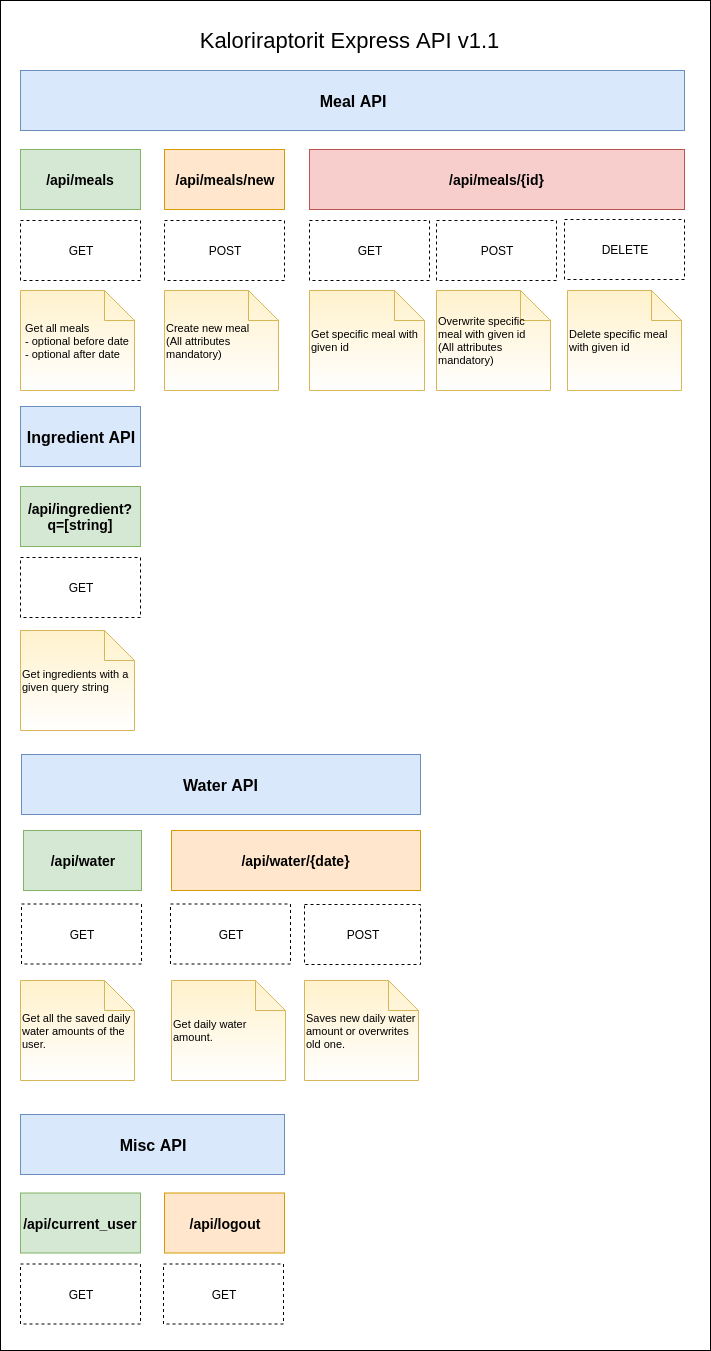 Kaloriraptorit Express API v1.1
Meal API
/api/meals
/api/meals/new
/api/meals/{id}
GET
POST
GET
POST
DELETE
Get all meals
- optional before date
- optional after date
Create new meal
(All attributes
mandatory)
Get specific meal with
given id
Overwrite specific
meal with given id
(All attributes
mandatory)
Delete specific meal
with given id
Ingredient API
/api/ingredient?
q=[string]
GET
Get ingredients with a
given query string
Water API
/api/water
/api/water/{date}
GET
GET
POST
Get all the saved daily
water amounts of the
user.
Get daily water
amount.
Saves new daily water
amount or overwrites
old one.
Misc API
/api/current_user
/api/logout
GET
GET